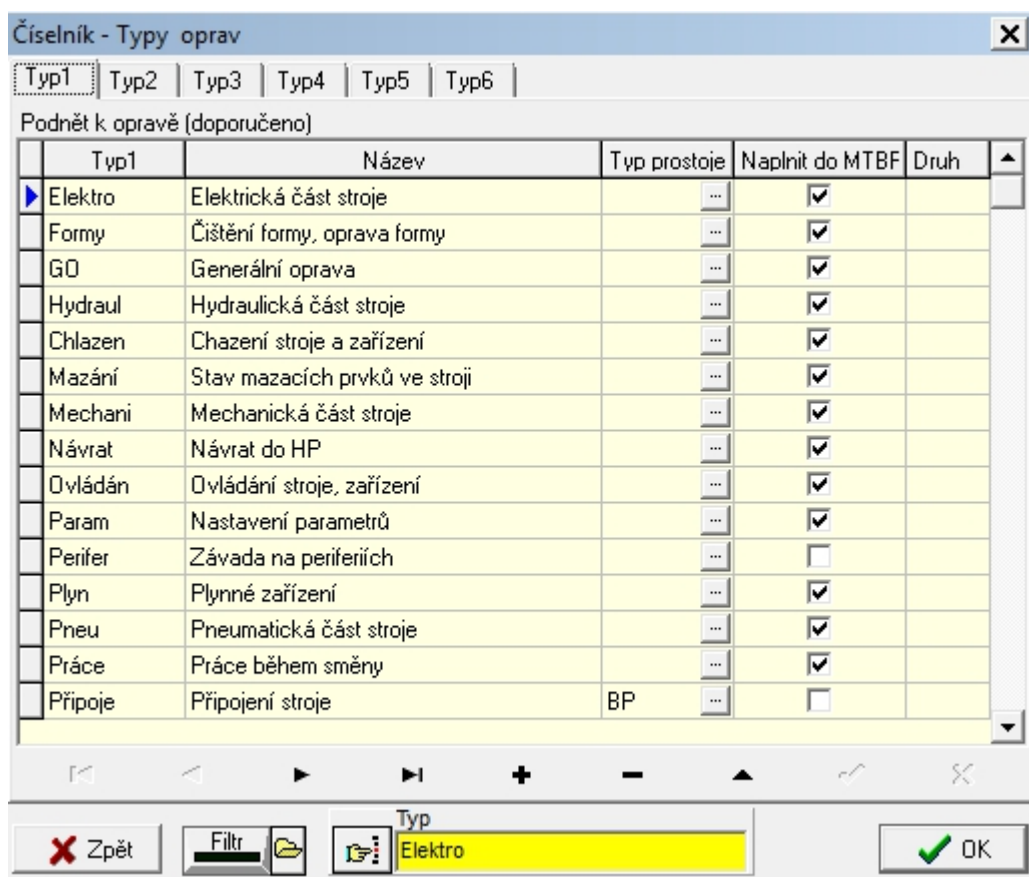 Číselník - Typy oprav
Typ1 Typ2 Typ3 Typ4 Typ5 Typ6
Podnět k opravě (doporučeno)
Typ1 Název Typ prostoje Naplnit do MTBF Druh
Elektro Elektrická část stroje ...
Formy Čištění formy, oprava formy ...
GO Generální oprava ...
Hydraul Hydraulická část stroje ...
Chlazen Chazení stroje a zařízení ...
Mazání Stav mazacích prvků ve stroji ...
Mechani Mechanická část stroje ...
Návrat Návrat do HP ...
Ovládán Ovládání stroje, zařízení ...
Param Nastavení parametrů ...
Perifer Závada na periferiích ...
Plyn Plynné zařízení ...
Pneu Pneumatická část stroje ...
Práce Práce během směny ...
Připoje Připojení stroje BP ...
Typ
Zpět Filtr Elektro OK